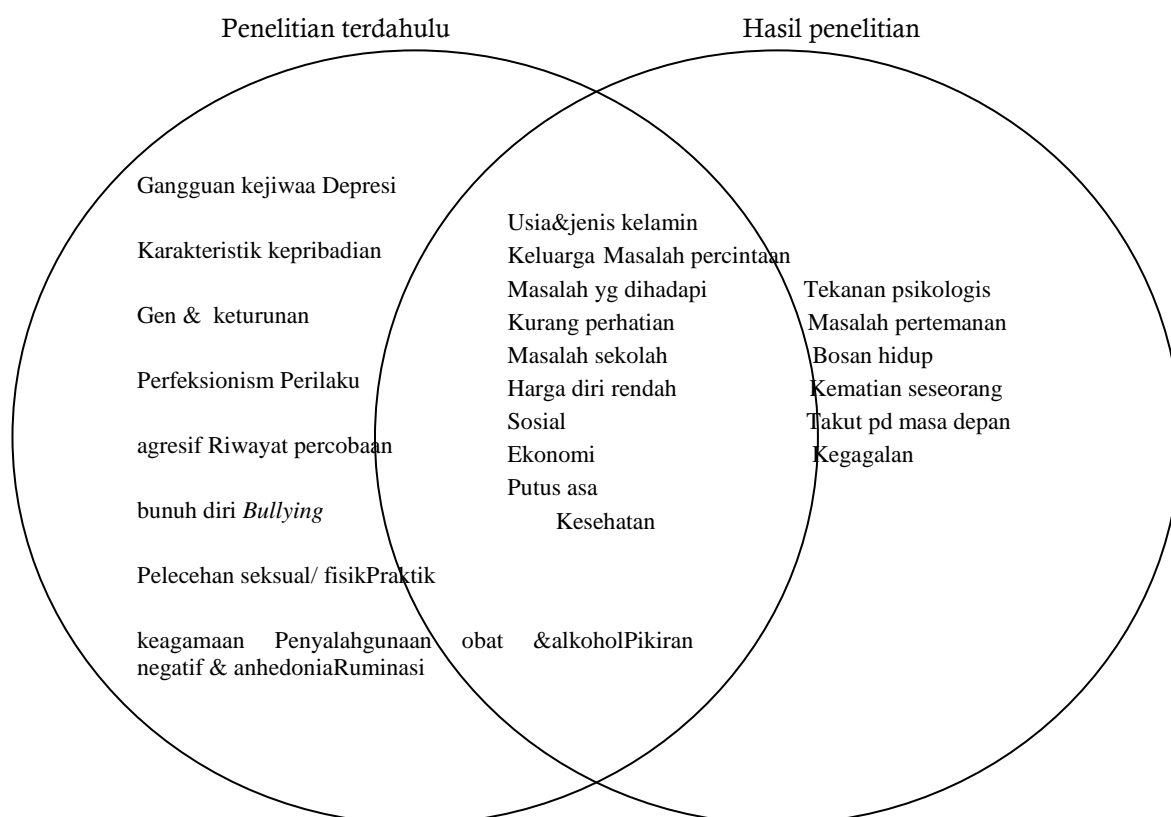 Penelitian terdahulu
Hasil penelitian
Gangguan kejiwaa Depresi
Karakteristik kepribadian
Gen & keturunan
Perfeksionism Perilaku
agresif Riwayat percobaan
bunuh diri Bullying
Pelecehan seksual/ fisikPraktik
keagamaan Penyalahgunaan obat &alkoholPikiran
negatif & anhedoniaRuminasi
Usia&jenis kelamin
Keluarga Masalah percintaan
Masalah yg dihadapi
Kurang perhatian
Masalah sekolah
Harga diri rendah
Sosial
Ekonomi
Putus asa
Kesehatan
Tekanan psikologis
Masalah pertemanan
Bosan hidup
Kematian seseorang
Takut pd masa depan
Kegagalan